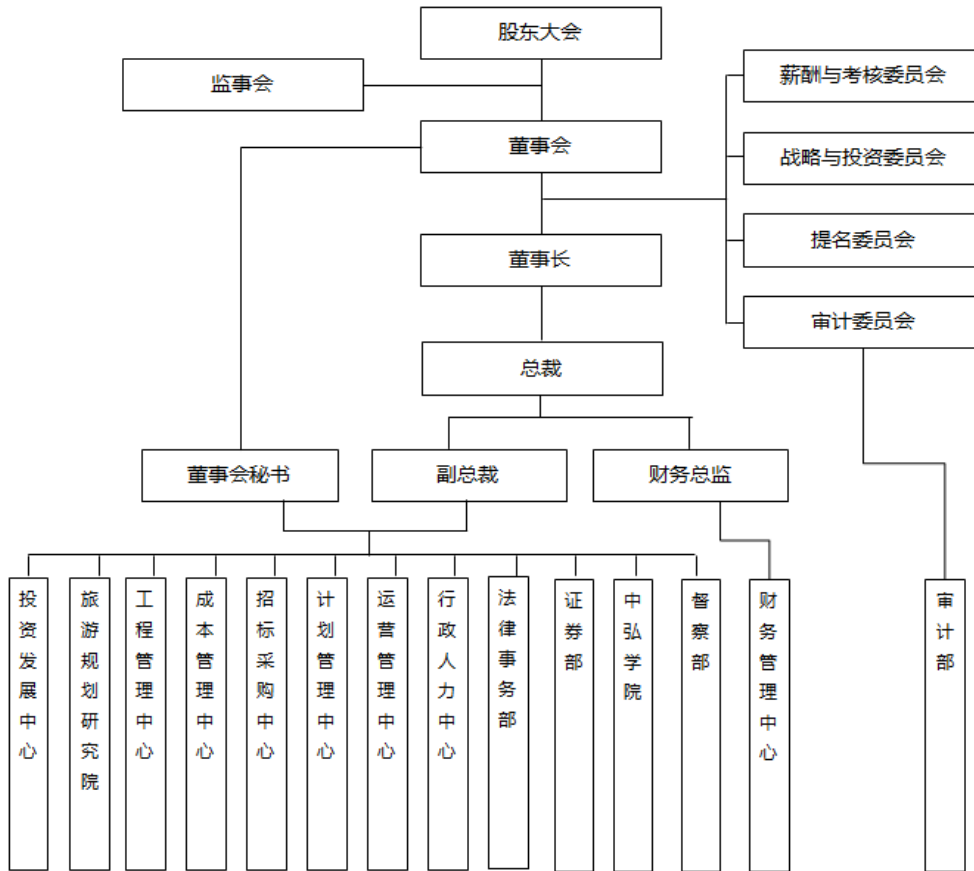 股东大会
监事会
薪酬与考核委员会
董事会
战略与投资委员会
提名委员会
董事长
审计委员会
总裁
董事会秘书
副总裁
财务总监
投资发展中心
旅游规划研究院
工程管理中心
成本管理中心
招标采购中心
计划管理中心
运营管理中心
行政人力中心
法律事务部
证券部
中弘学院
督察部
财务管理中心
审计部